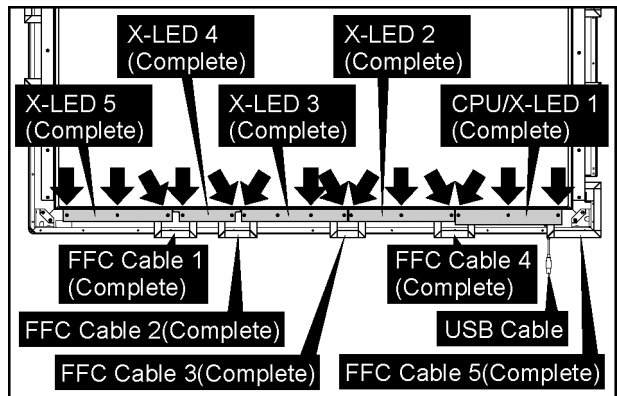 X-LED 4
(Complete)
X-LED 2
(Complete)
X-LED 5
(Complete)
X-LED 3
(Complete)
CPU/X-LED 1
(Complete)
FFC Cable 1
(Complete)
FFC Cable 4
(Complete)
FFC Cable 2(Complete)
USB Cable
FFC Cable 3(Complete)
FFC Cable 5(Complete)